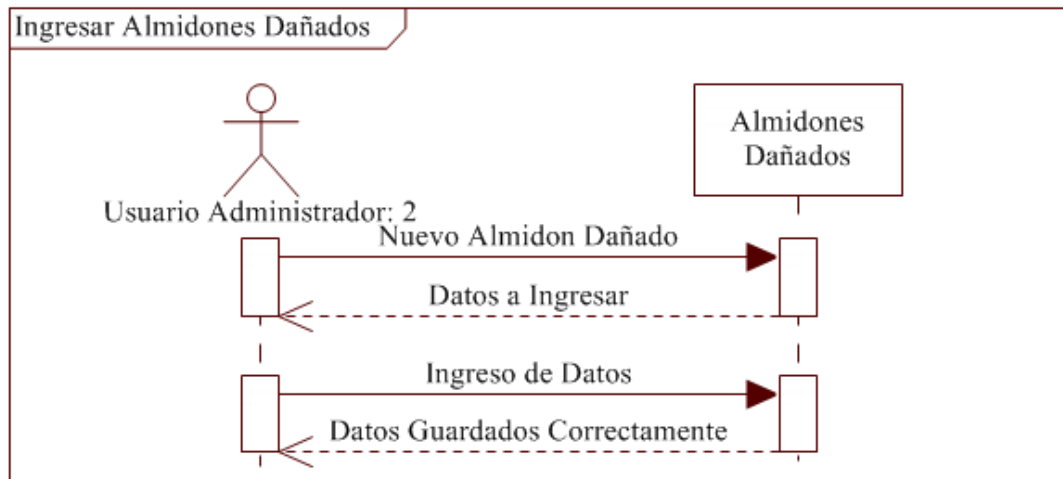 Ingresar Almidones Dañados
Almidones
Dañados
Usuario Administrador: 2
Nuevo Almidon Dañado
Datos a Ingresar
Ingreso de Datos
Datos Guardados Correctamente